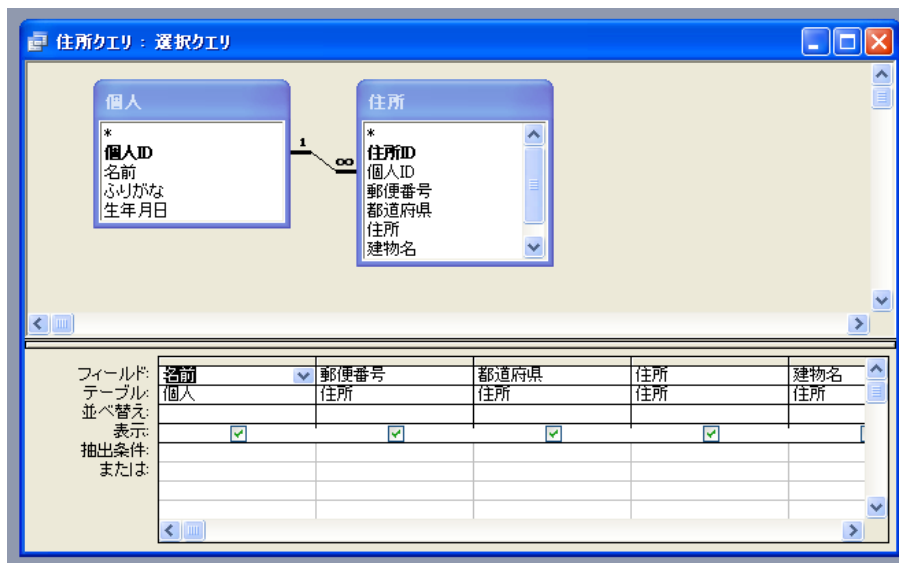 住所クエリ : 選択クエリ
個人
*
個人ID
名前
ふりがな
生年月日
1
∞
住所
*
住所ID
個人ID
郵便番号
都道府県
住所
建物名
フィールド: 名前 郵便番号 都道府県 住所 建物名
テーブル: 個人 住所 住所 住所 住所
並べ替え:
表示:
抽出条件:
または: